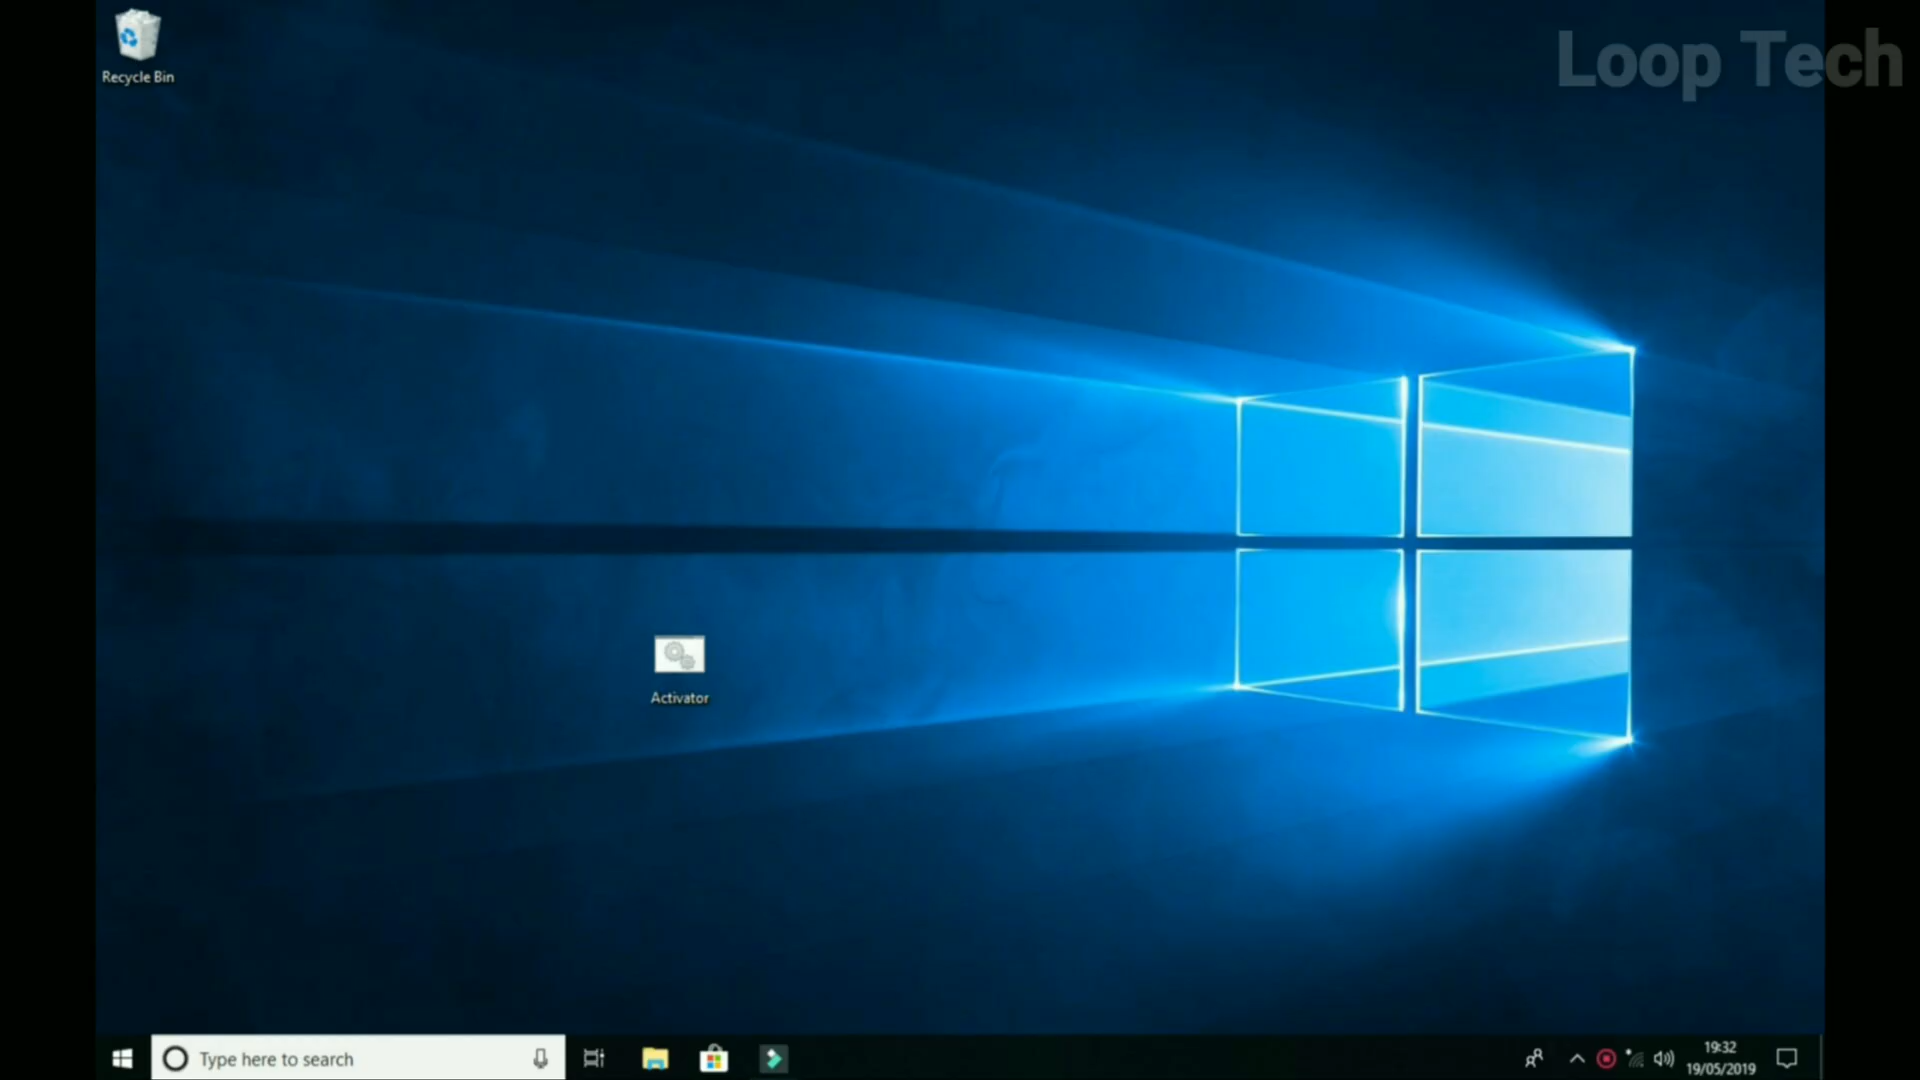 Loop Tech
Recycle Bin
Activator
Type here to search
19:32
19/05/2019